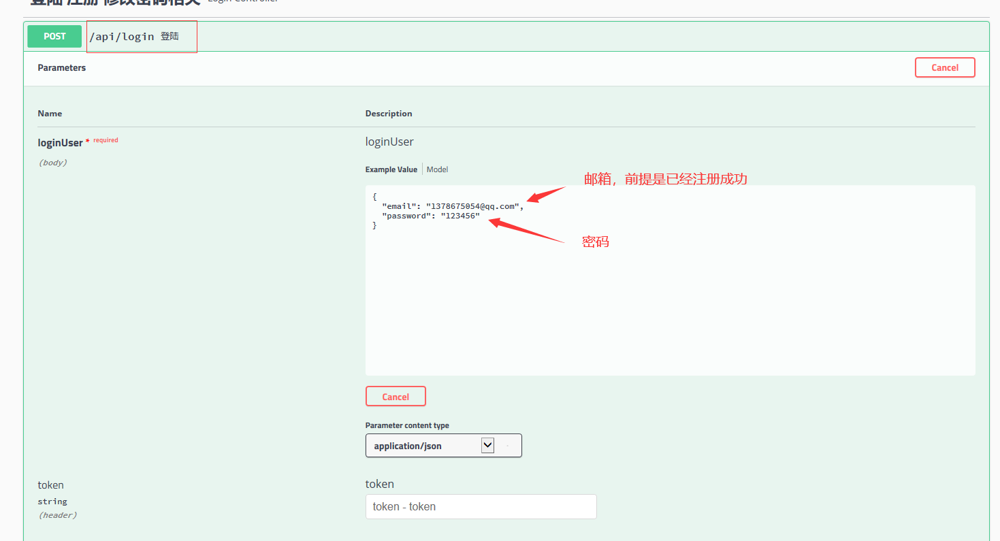 登陆 注册 修改密码相关 Login Controller
POST /api/login 登陆
Parameters
Cancel
Name Description
loginUser * required loginUser
(body)
Example Value Model
邮箱，前提是已经注册成功
{
"email": "1378675054@qq.com",
"password": "123456"
}
密码
Cancel
Parameter content type
application/json
token token
string
token - token
(header)